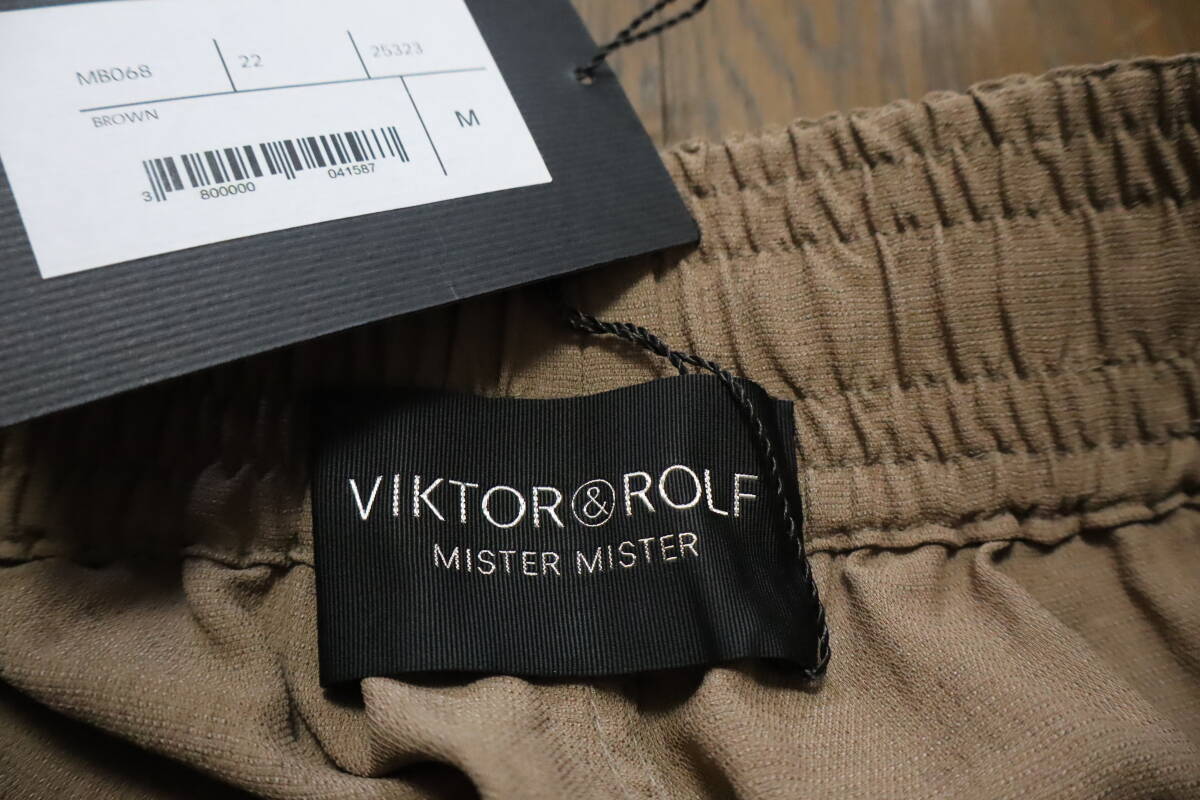 MB068 22 25323
BROWN M
3 800000 041587
VIKTOR&ROLF
MISTER MISTER